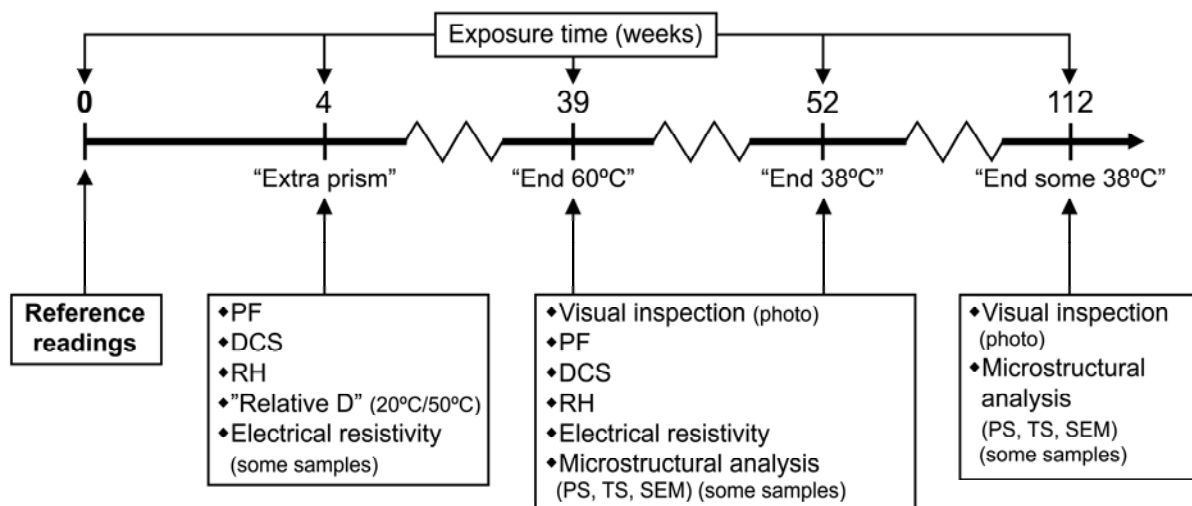 Exposure time (weeks)
0 4 39 52 112
“Extra prism” “End 60ºC” “End 38ºC” “End some 38ºC”
Reference
readings
◆PF
◆DCS
◆RH
◆”Relative D” (20ºC/50ºC)
◆Electrical resistivity
(some samples)
◆Visual inspection (photo)
◆PF
◆DCS
◆RH
◆Electrical resistivity
◆Microstructural analysis
(PS, TS, SEM) (some samples)
◆Visual inspection
(photo)
◆Microstructural
analysis
(PS, TS, SEM)
(some samples)